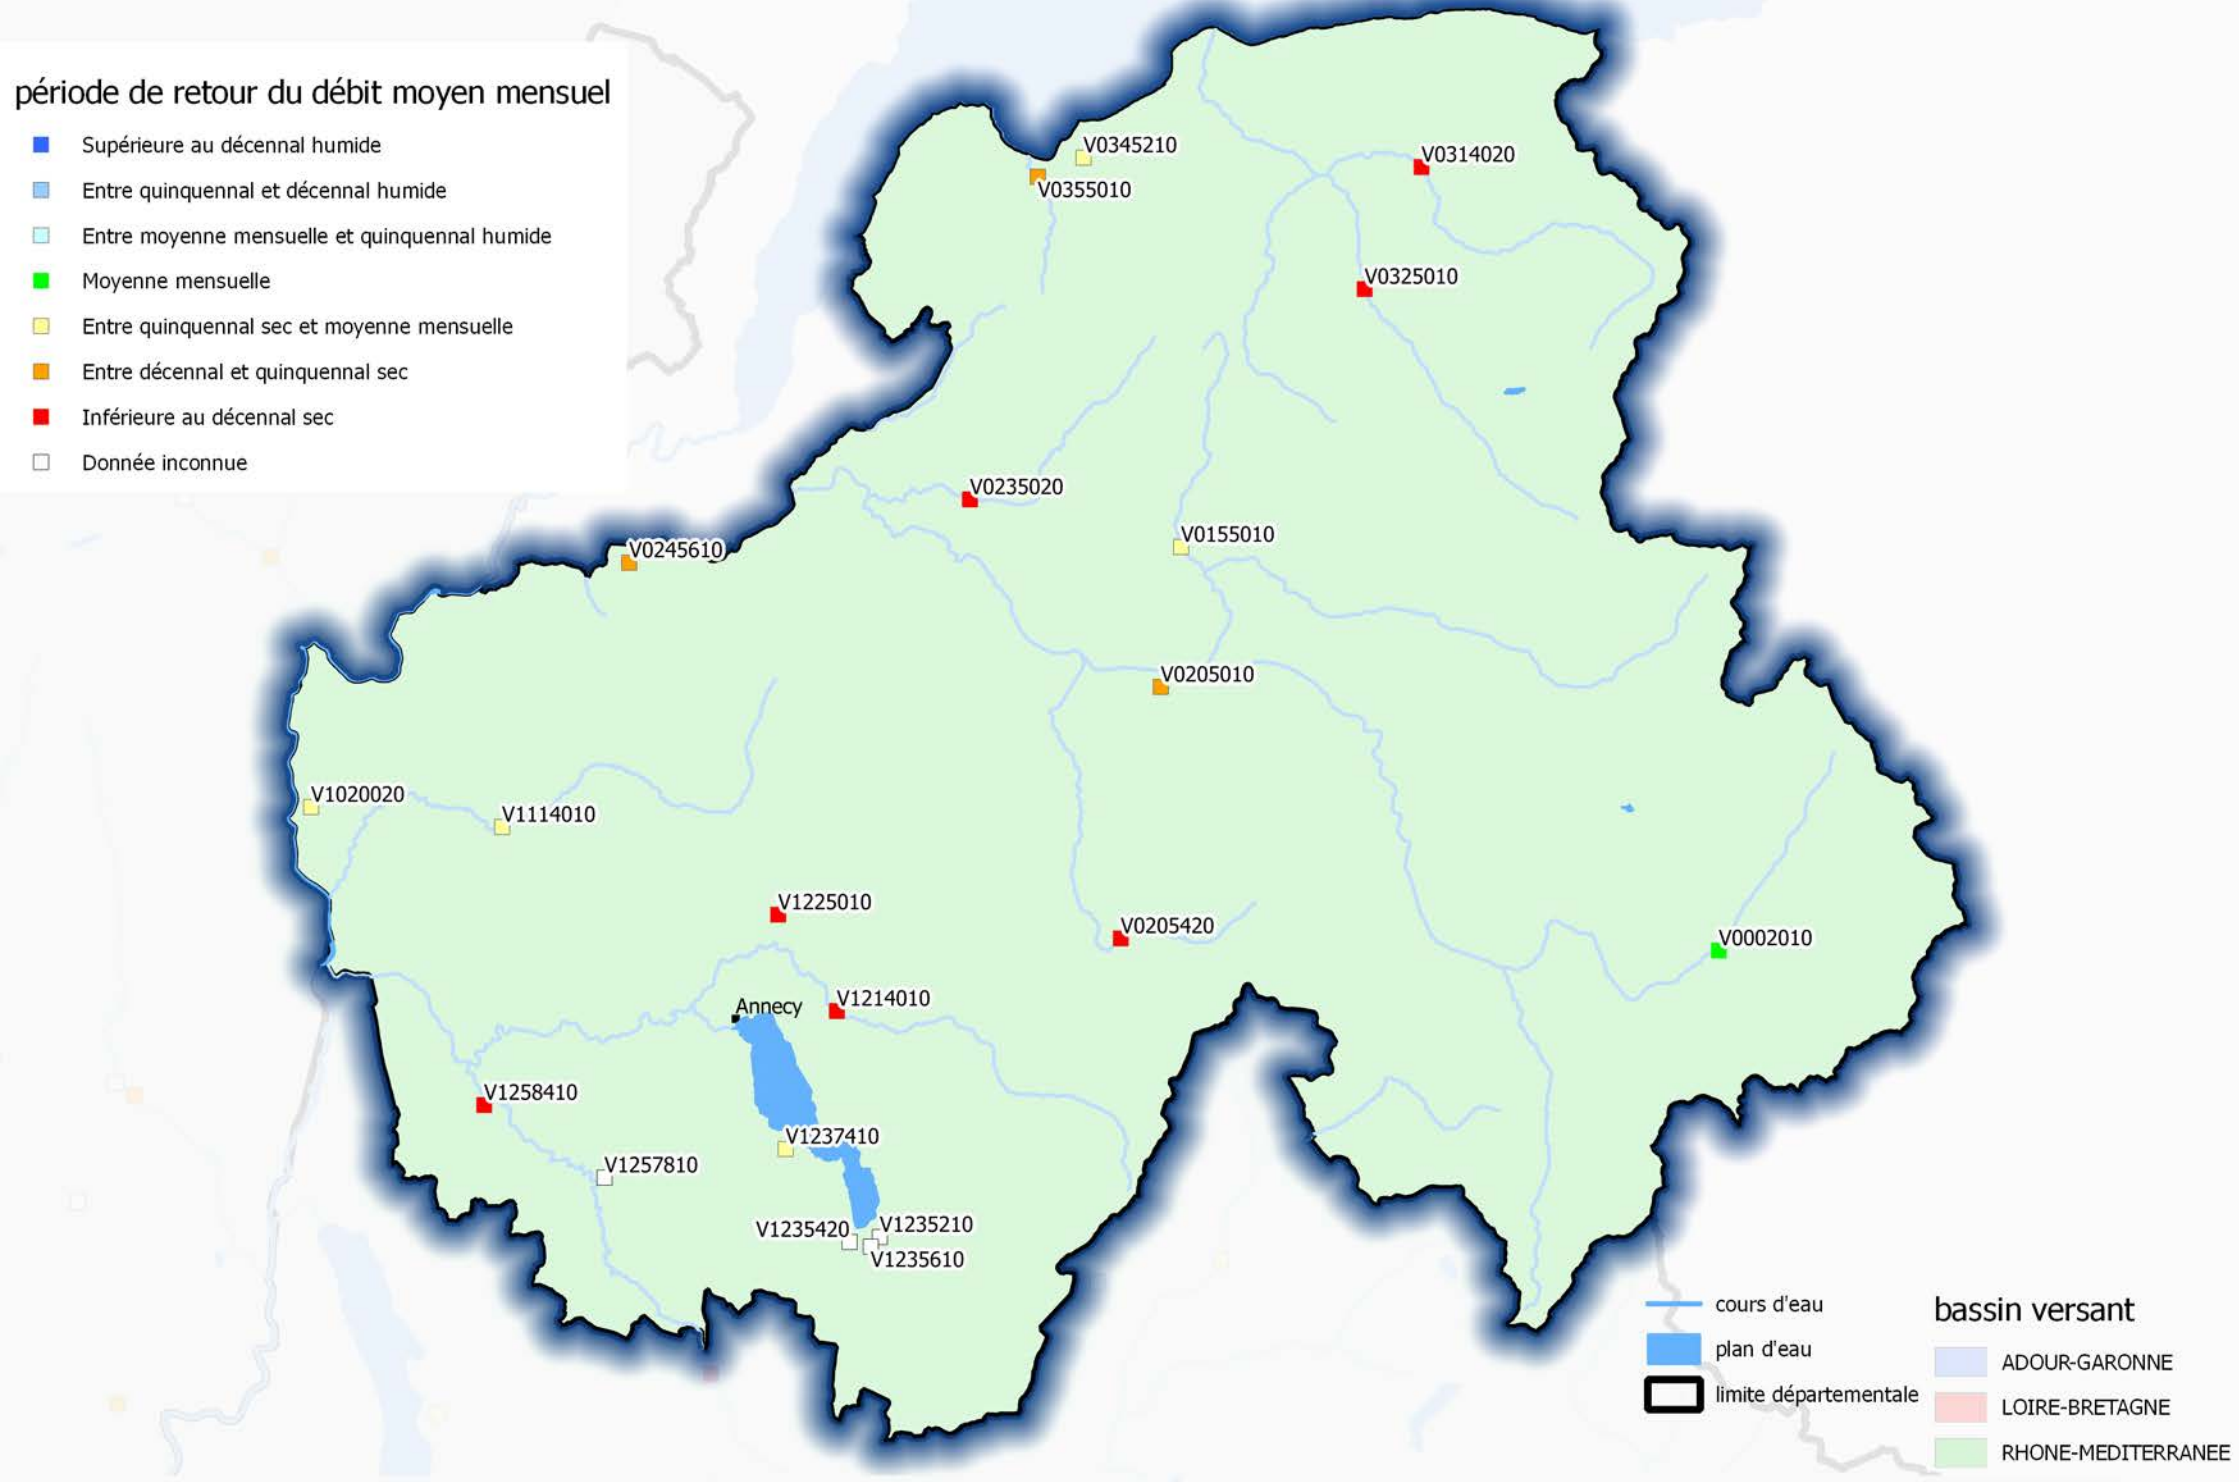 période de retour du débit moyen mensuel
Supérieure au décennal humide
Entre quinquennal et décennal humide
Entre moyenne mensuelle et quinquennal humide
Moyenne mensuelle
Entre quinquennal sec et moyenne mensuelle
Entre décennal et quinquennal sec
Inférieure au décennal sec
Donnée inconnue
V0345210
V0314020
V0355010
V0325010
V0235020
V0155010
V0245610
V0205010
V1020020
V1114010
V1225010
V0205420
V0002010
V1214010
Annecy
V1258410
V1237410
V1257810
V1235420
V1235210
V1235610
cours d'eau
plan d'eau
limite départementale
bassin versant
ADOUR-GARONNE
LOIRE-BRETAGNE
RHONE-MEDITERRANEE